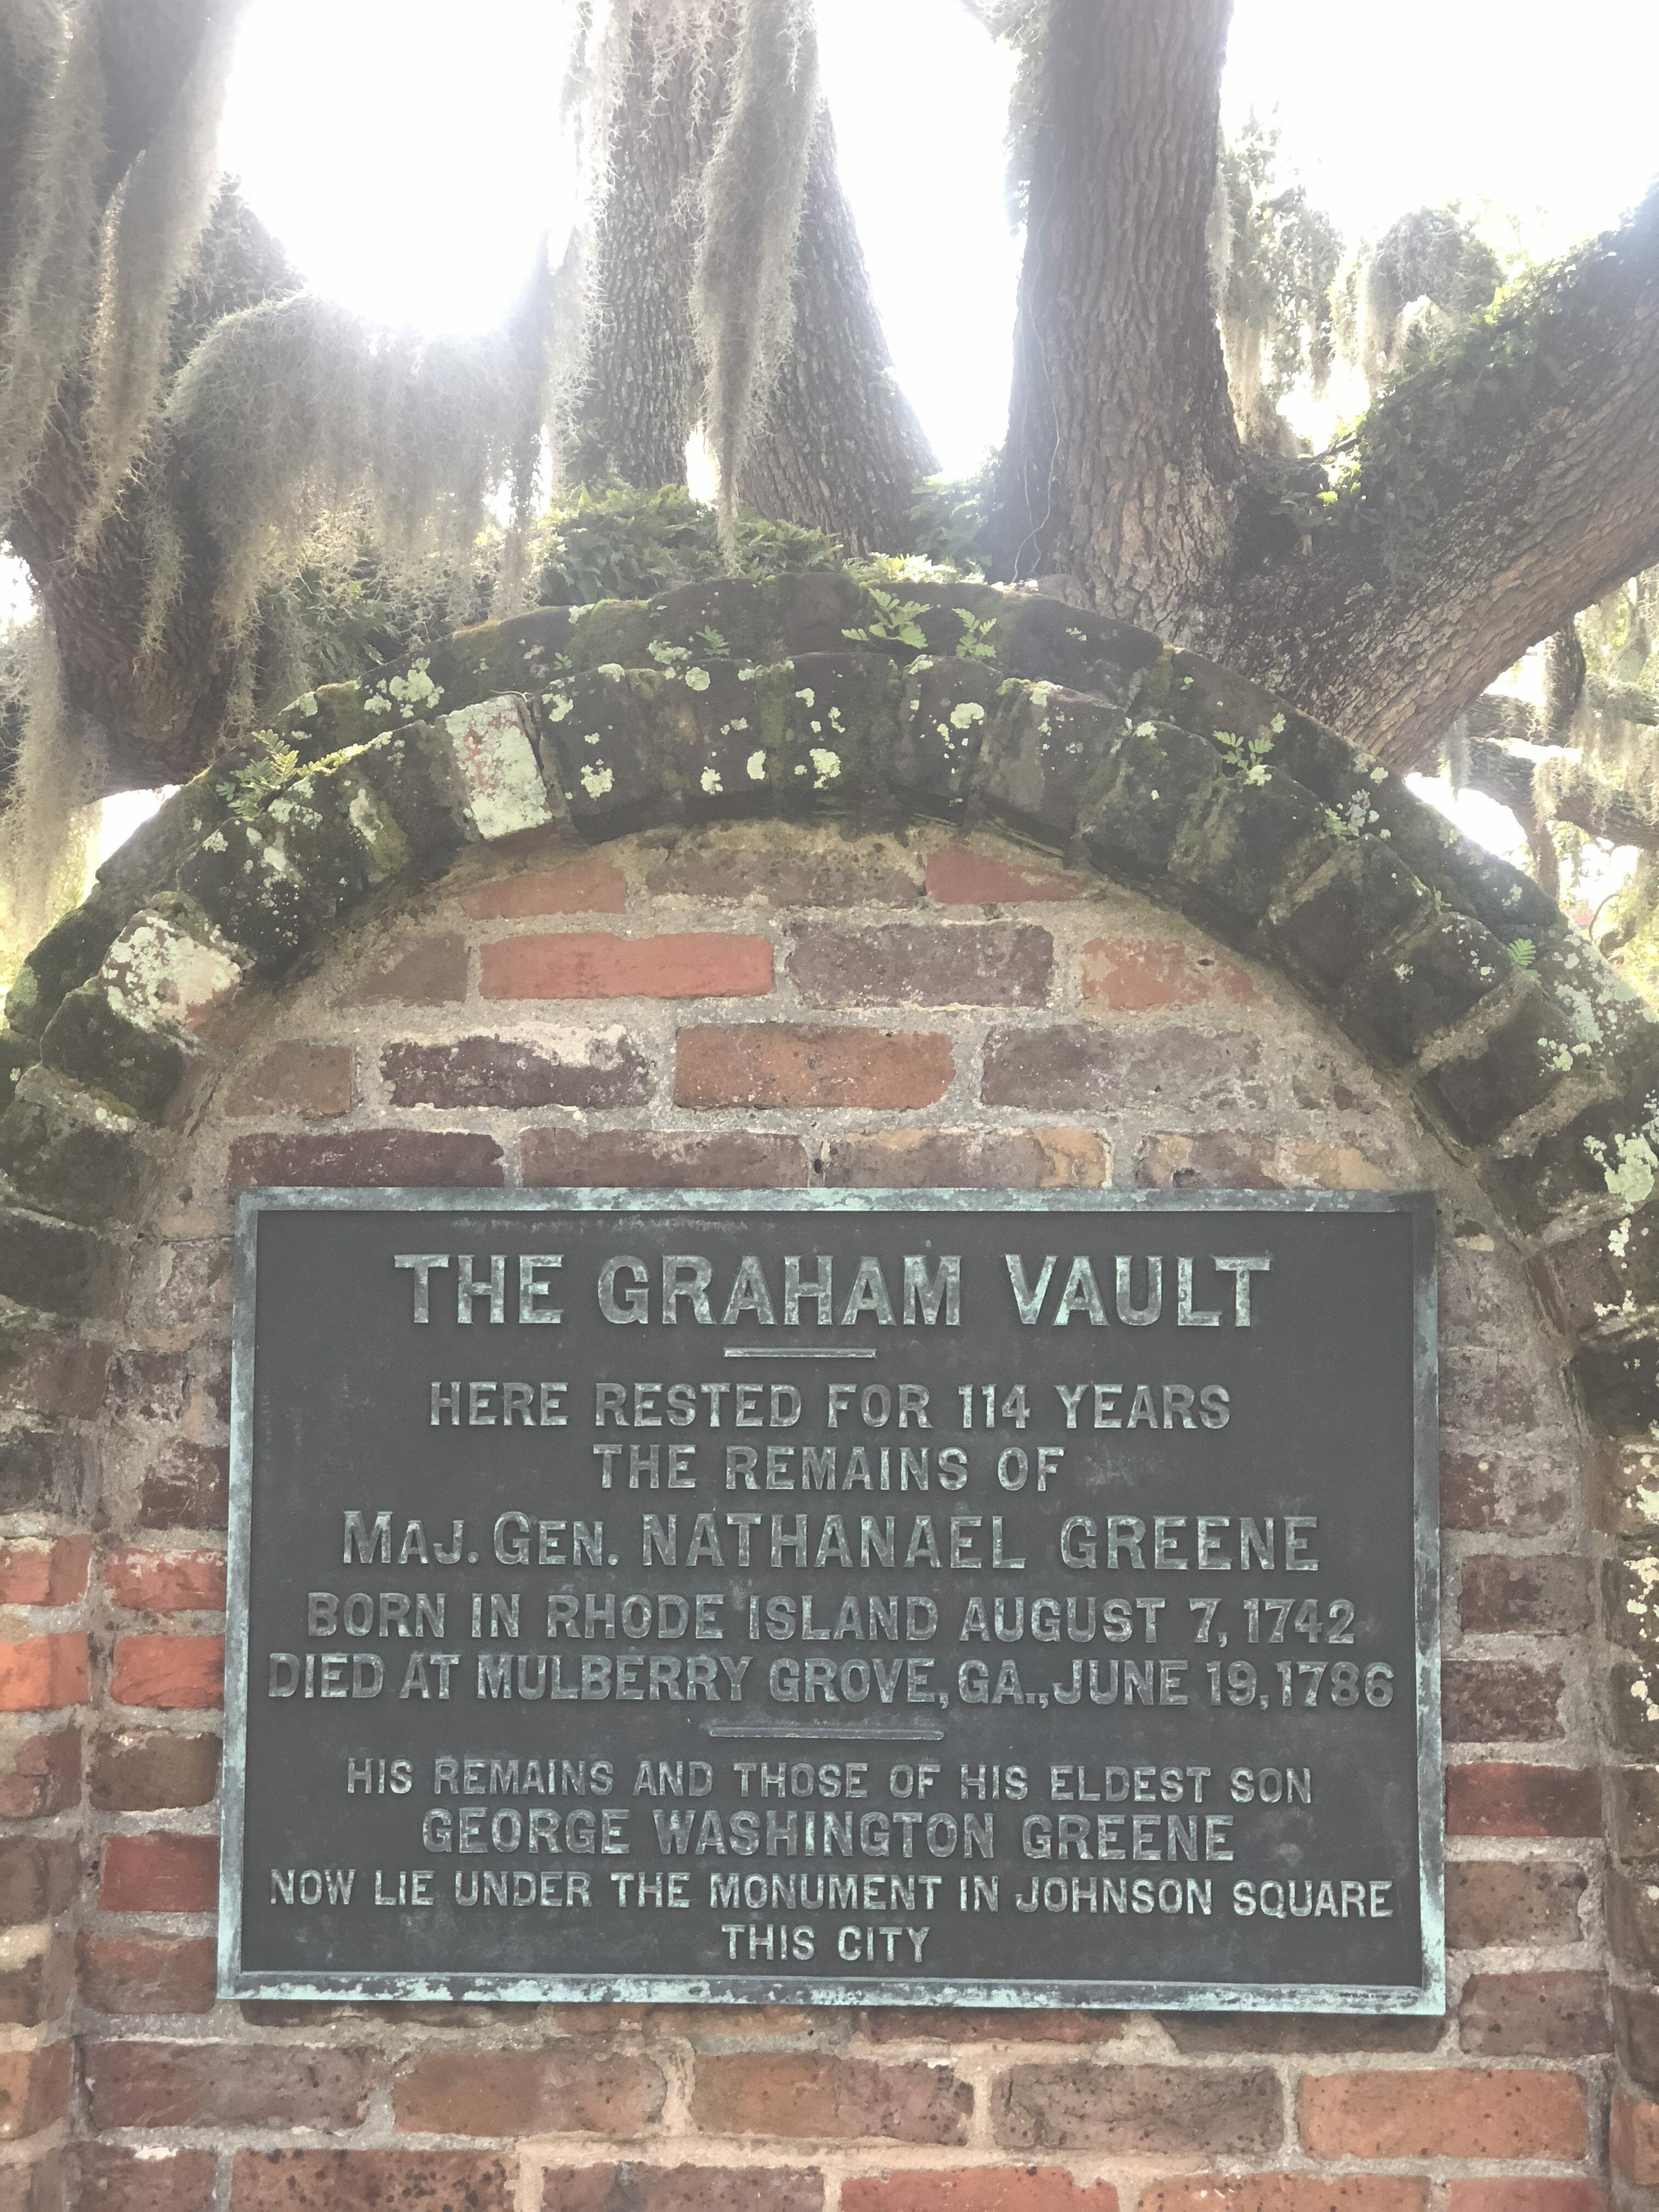 THE GRAHAM VAULT
HERE RESTED FOR 114 YEARS
THE REMAINS OF
MAJ. GEN. NATHANAEL GREENE
BORN IN RHODE ISLAND AUGUST 7, 1742
DIED AT MULBERRY GROVE, GA., JUNE 19, 1786
HIS REMAINS AND THOSE OF HIS ELDEST SON
GEORGE WASHINGTON GREENE
NOW LIE UNDER THE MONUMENT IN JOHNSON SQUARE
THIS CITY